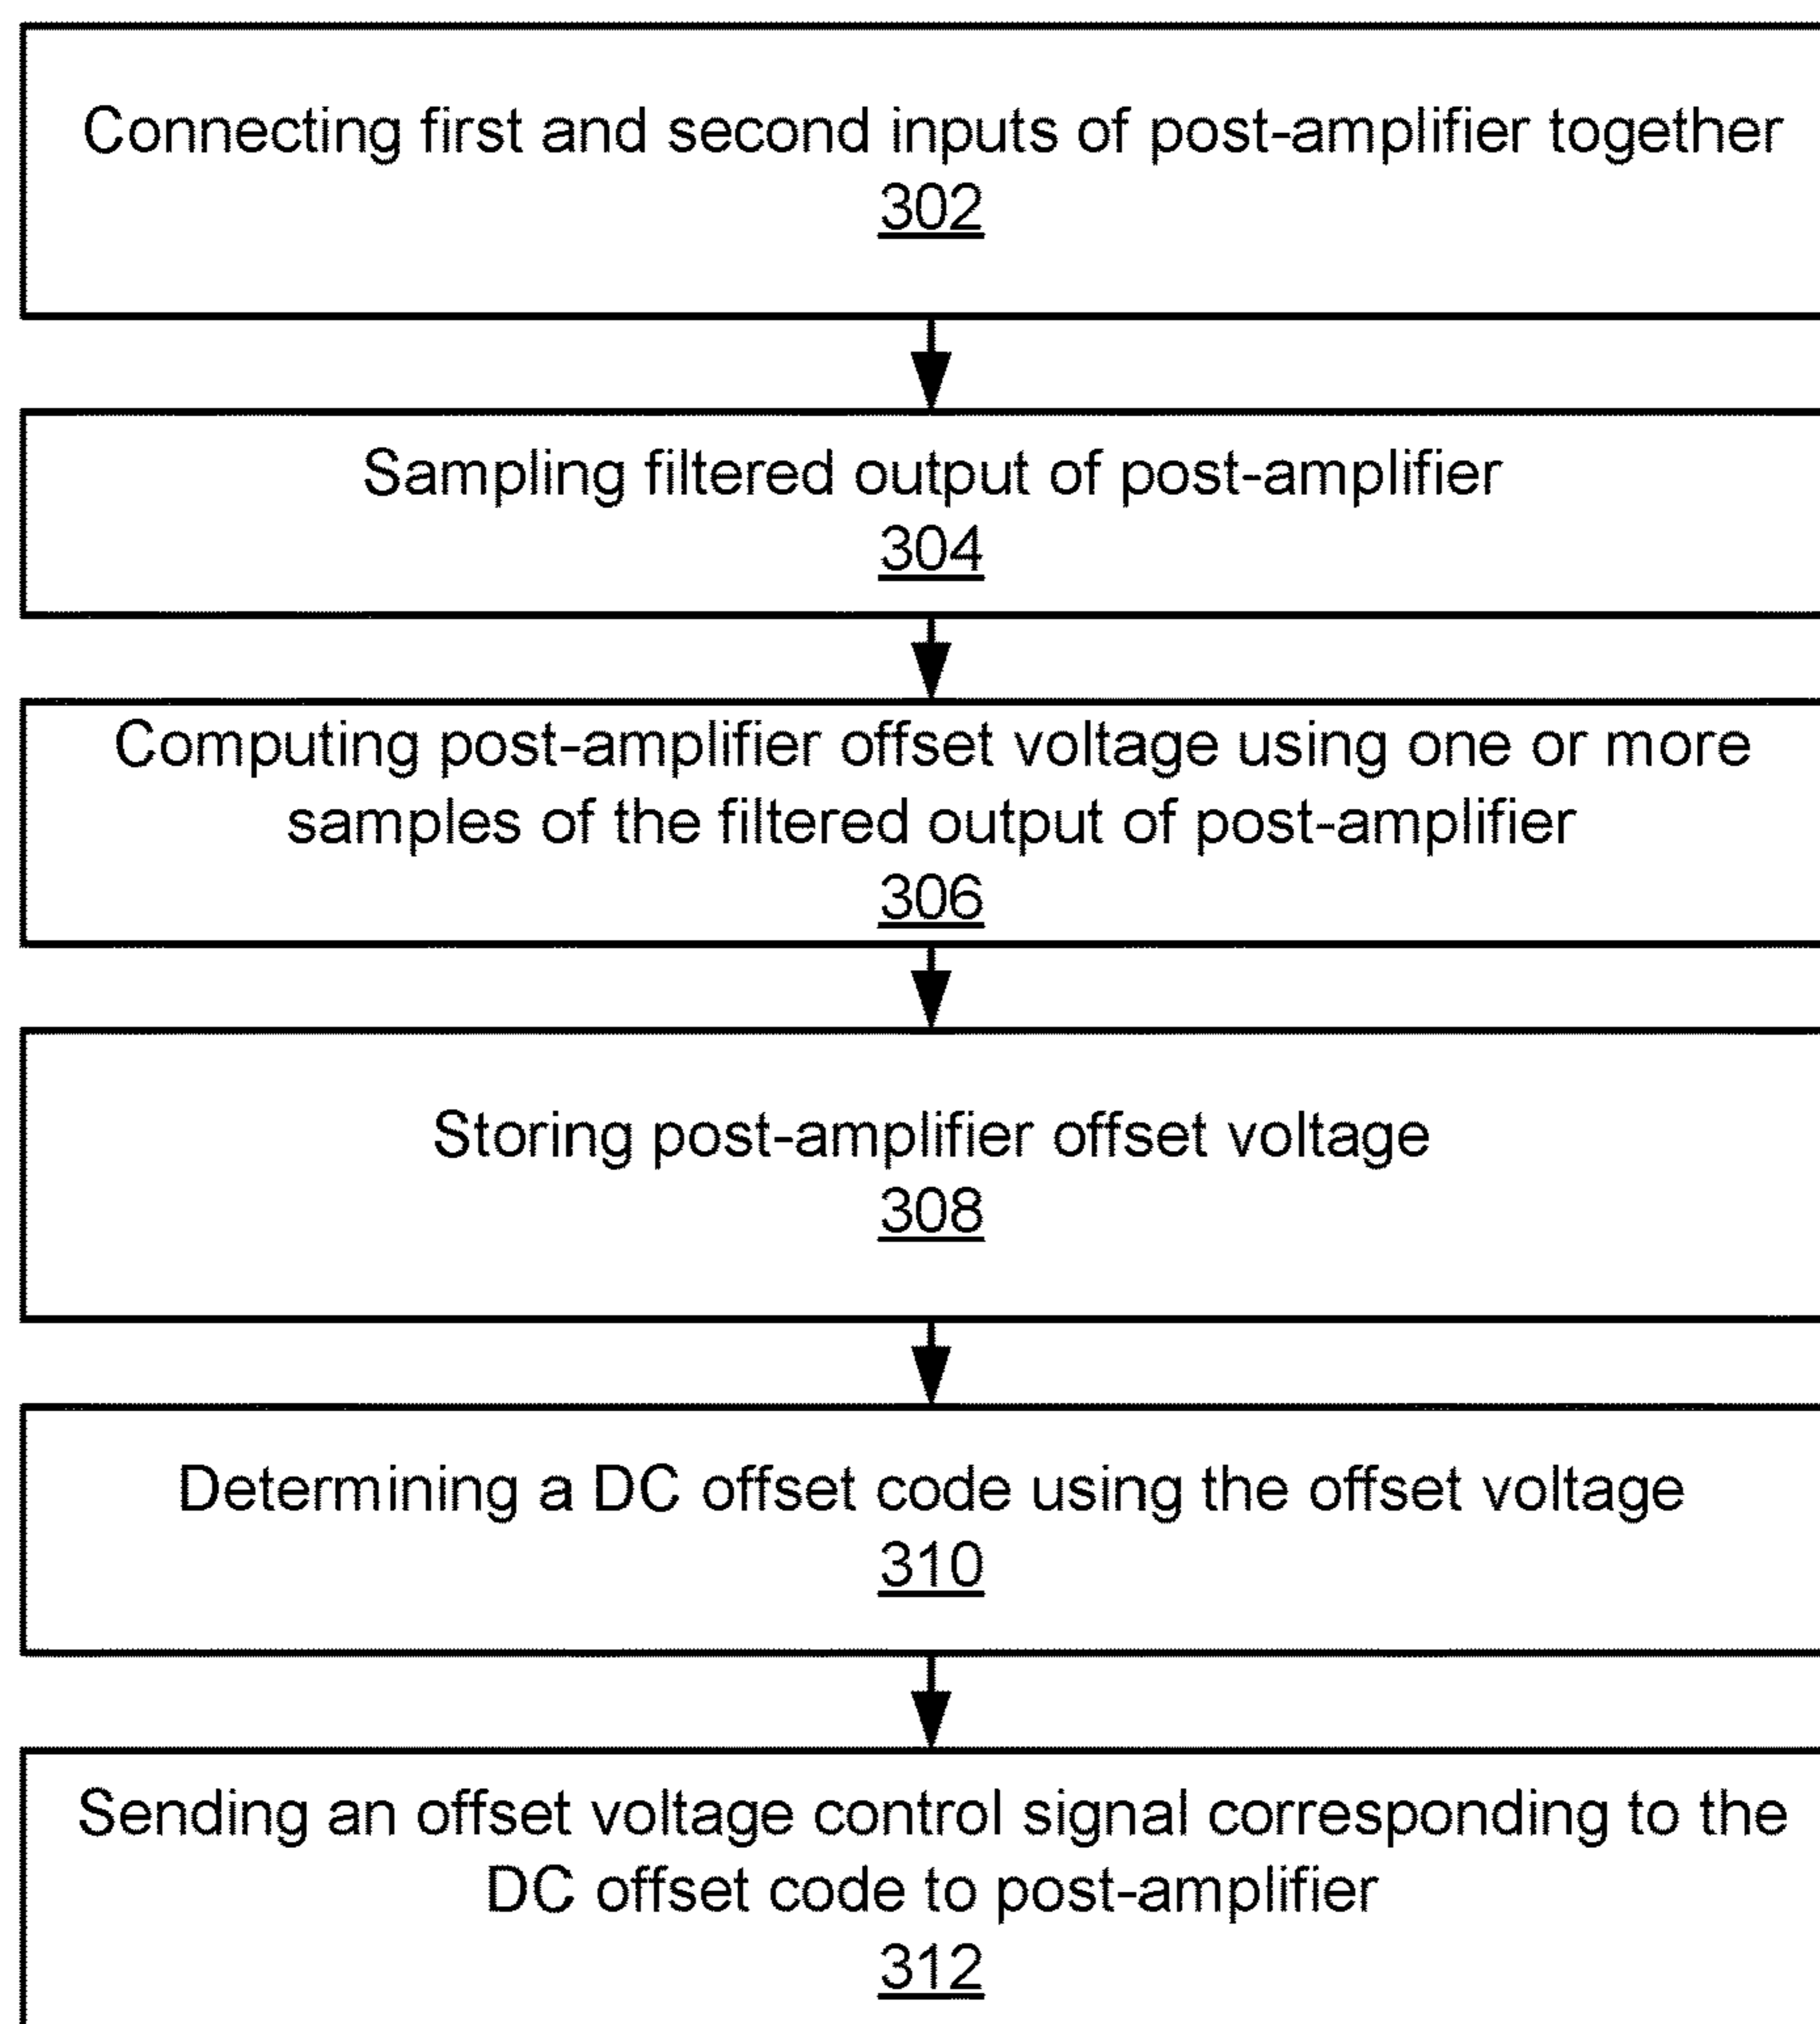 Connecting first and second inputs of post-amplifier together
302
Sampling filtered output of post-amplifier
304
Computing post-amplifier offset voltage using one or more
samples of the filtered output of post-amplifier
306
Storing post-amplifier offset voltage
308
Determining a DC offset code using the offset voltage
310
Sending an offset voltage control signal corresponding to the
DC offset code to post-amplifier
312